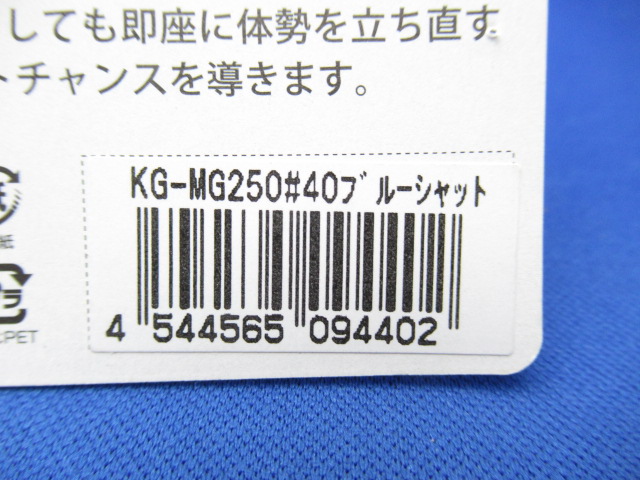 しても即座に体勢を立ち直す
トチャンスを導きます。
KG-MG250#40ﾌﾞﾙｰｼｬｯﾄ
4 544565 094402
紙
PET